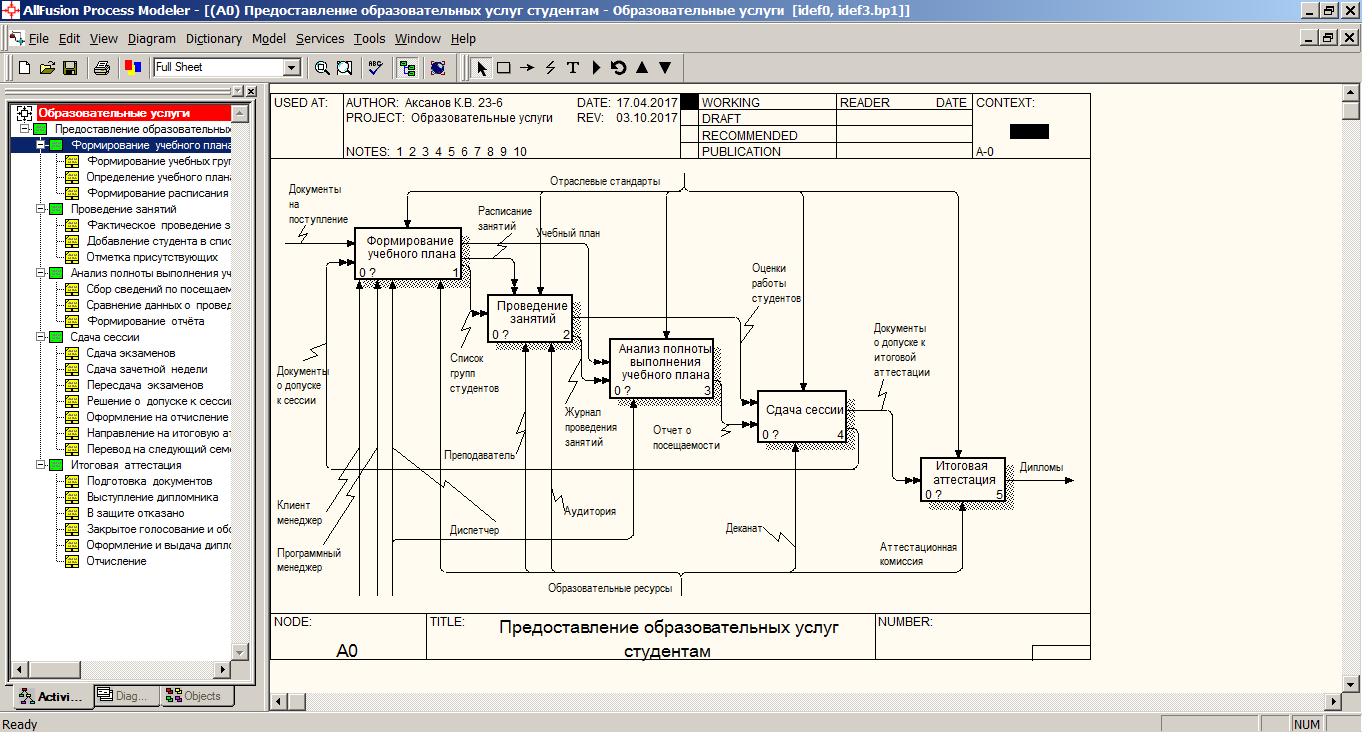 AllFusion Process Modeler - [(A0) Предоставление образовательных услуг студентам - Образовательные услуги [idef0, idef3.bp1]]
File Edit View Diagram Dictionary Model Services Tools Window Help
Full Sheet
Образовательные услуги
Предоставление образовательных
Формирование учебного плана
Формирование учебных груп
Определение учебного плана
Формирование расписания
Проведение занятий
Фактическое проведение з
Добавление студента в спис
Отметка присутствующих
Анализ полноты выполнения уч
Сбор сведений по посещаем
Сравнение данных о провед
Формирование отчёта
Сдача сессии
Сдача экзаменов
Сдача зачетной недели
Пересдача экзаменов
Решение о допуске к сессии
Оформление на отчисление
Направление на итоговую ат
Перевод на следующий семе
Итоговая аттестация
Подготовка документов
Выступление дипломника
В защите отказано
Закрытое голосование и обс
Оформление и выдача дипло
Отчисление
Activi... Diag... Objects
USED AT:
AUTHOR: Аксанов К.В. 23-6
DATE: 17.04.2017
PROJECT: Образовательные услуги
REV: 03.10.2017
NOTES: 1 2 3 4 5 6 7 8 9 10
WORKING
DRAFT
RECOMMENDED
PUBLICATION
READER DATE
CONTEXT:
A-0
Отраслевые стандарты
Документы
на
поступление
Расписание
занятий
Учебный план
Формирование
учебного плана
0 ? 1
Оценки
работы
студентов
Проведение
занятий
0 ? 2
Документы
о допуске к
итоговой
аттестации
Анализ полноты
выполнения
учебного плана
0 ? 3
Список
групп
студентов
Документы
о допуске
к сессии
Сдача сессии
0 ? 4
Журнал
проведения
занятий
Отчет о
посещаемости
Преподаватель
Итоговая
аттестация
0 ? 5
Дипломы
Клиент
менеджер
Аудитория
Диспетчер
Деканат
Программный
менеджер
Аттестационная
комиссия
Образовательные ресурсы
NODE:
A0
TITLE:
Предоставление образовательных услуг
студентам
NUMBER:
Ready
NUM